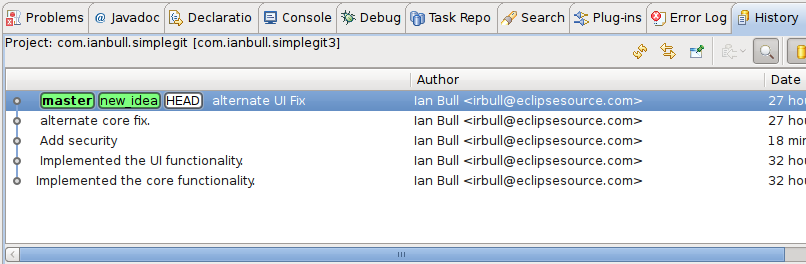 Problems @ Javadoc Declaratio Console Debug Task Repo Search Plug-ins Error Log History
Project: com.ianbull.simplegit [com.ianbull.simplegit3]
Author Date
master new_idea HEAD alternate UI Fix Ian Bull <irbull@eclipsesource.com> 27 hou
alternate core fix. Ian Bull <irbull@eclipsesource.com> 27 hou
Add security Ian Bull <irbull@eclipsesource.com> 18 min
Implemented the UI functionality. Ian Bull <irbull@eclipsesource.com> 32 hou
Implemented the core functionality. Ian Bull <irbull@eclipsesource.com> 32 hou